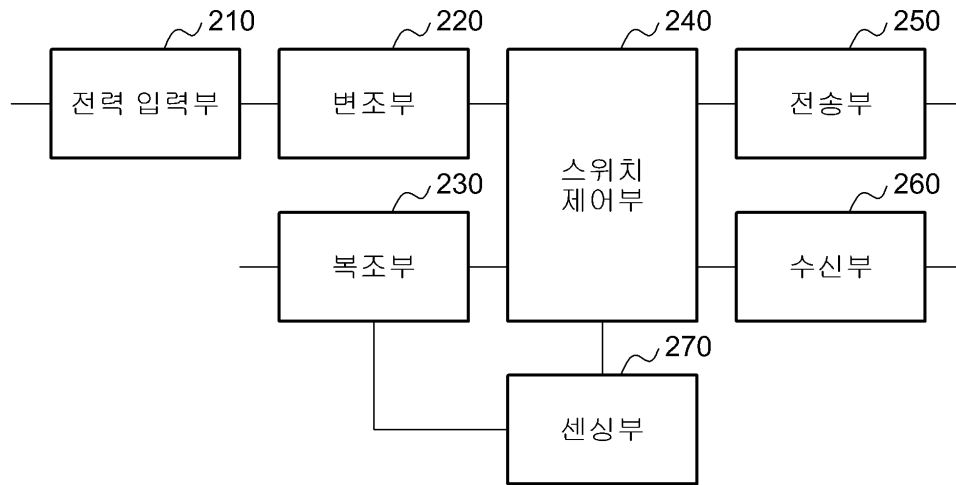 210
220
240
250
전력 입력부
변조부
전송부
스위치
제어부
230
260
복조부
수신부
270
센싱부